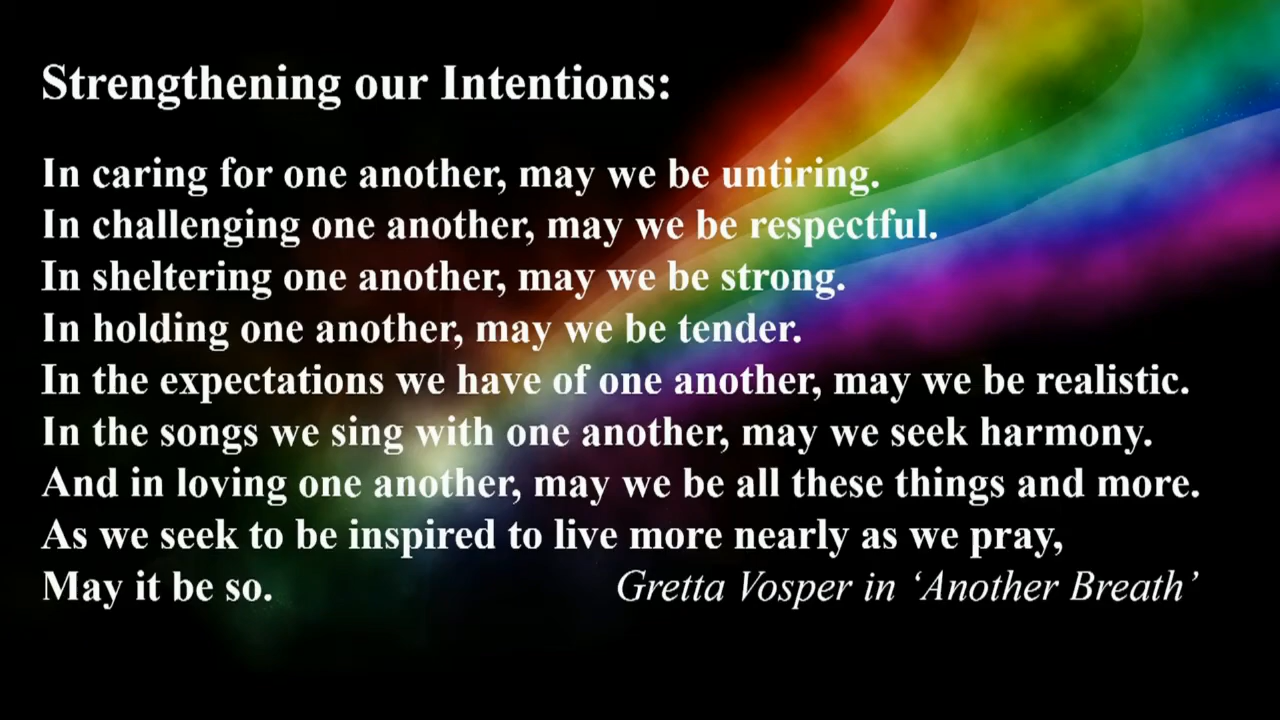 Strengthening our Intentions:
In caring for one another, may we be untiring.
In challenging one another, may we be respectful.
In sheltering one another, may we be strong.
In holding one another, may we be tender.
In the expectations we have of one another, may we be realistic.
In the songs we sing with one another, may we seek harmony.
And in loving one another, may we be all these things and more.
As we seek to be inspired to live more nearly as we pray,
May it be so. Gretta Vosper in ‘Another Breath’